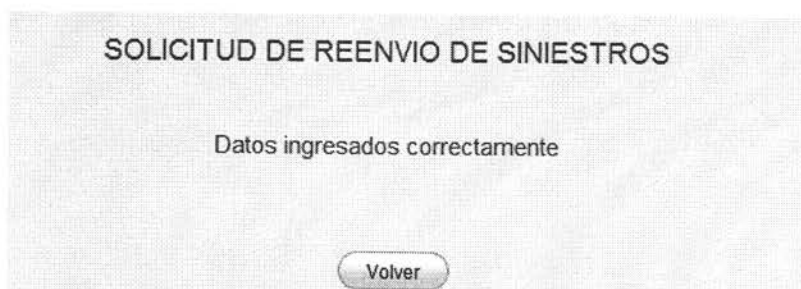 SOLICITUD DE REENVIO DE SINIESTROS
Datos ingresados correctamente
Volver